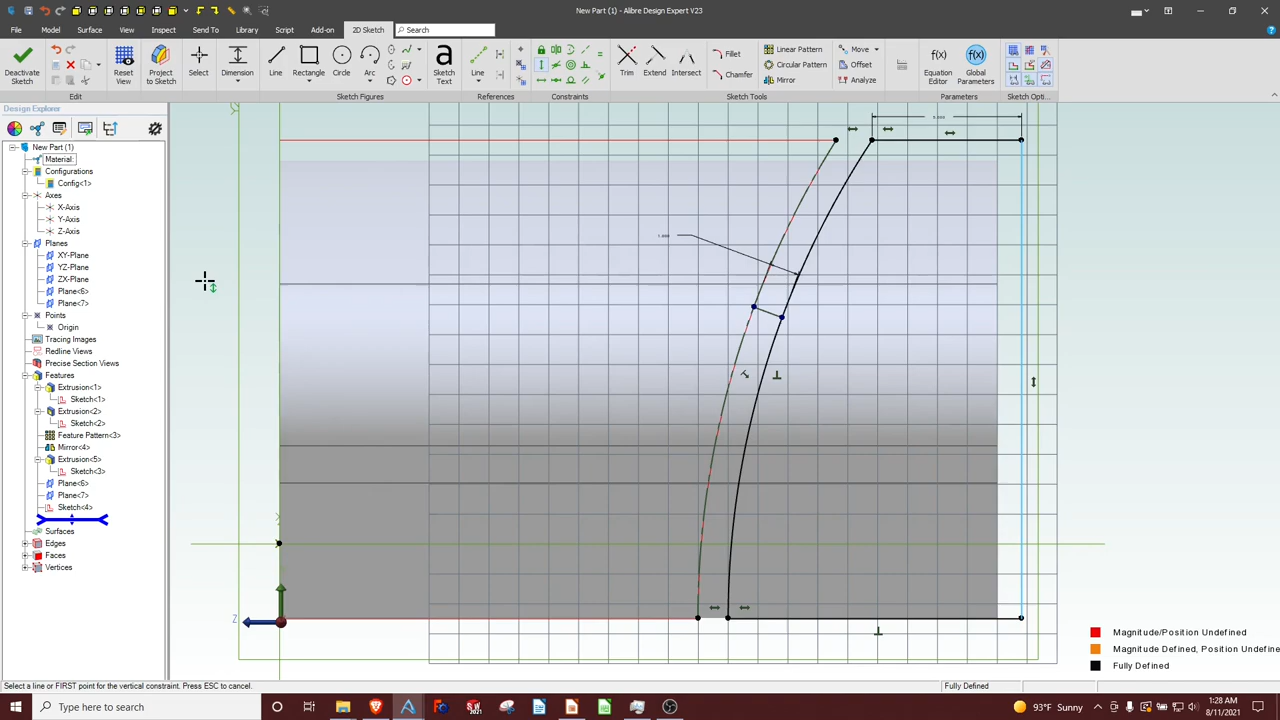 New Part (1) - Alibre Design Expert V23
File
Model
Surface
View
Inspect
Send To
Library
Script
Add-on
2D Sketch
Search
Deactivate Sketch
Reset View
Project to Sketch
Select
Dimension
Line
Rectangle
Circle
Arc
Sketch Text
Line
Trim
Extend
Intersect
Fillet
Chamfer
Linear Pattern
Circular Pattern
Mirror
Move
Offset
Analyze
Equation Editor
Global Parameters
Edit
Sketch Figures
References
Constraints
Sketch Tools
Parameters
Sketch Opti...
Design Explorer
New Part (1)
Material:
Configurations
Config<1>
Axes
X-Axis
Y-Axis
Z-Axis
Planes
XY-Plane
YZ-Plane
ZX-Plane
Plane<6>
Plane<7>
Points
Origin
Tracing Images
Redline Views
Precise Section Views
Features
Extrusion<1>
Sketch<1>
Extrusion<2>
Sketch<2>
Feature Pattern<3>
Mirror<4>
Extrusion<5>
Sketch<3>
Plane<6>
Plane<7>
Sketch<4>
Surfaces
Edges
Faces
Vertices
Z
Magnitude/Position Undefined
Magnitude Defined, Position Undefine
Fully Defined
Select a line or FIRST point for the vertical constraint. Press ESC to cancel.
Fully Defined
Type here to search
93°F Sunny
1:28 AM
8/11/2021